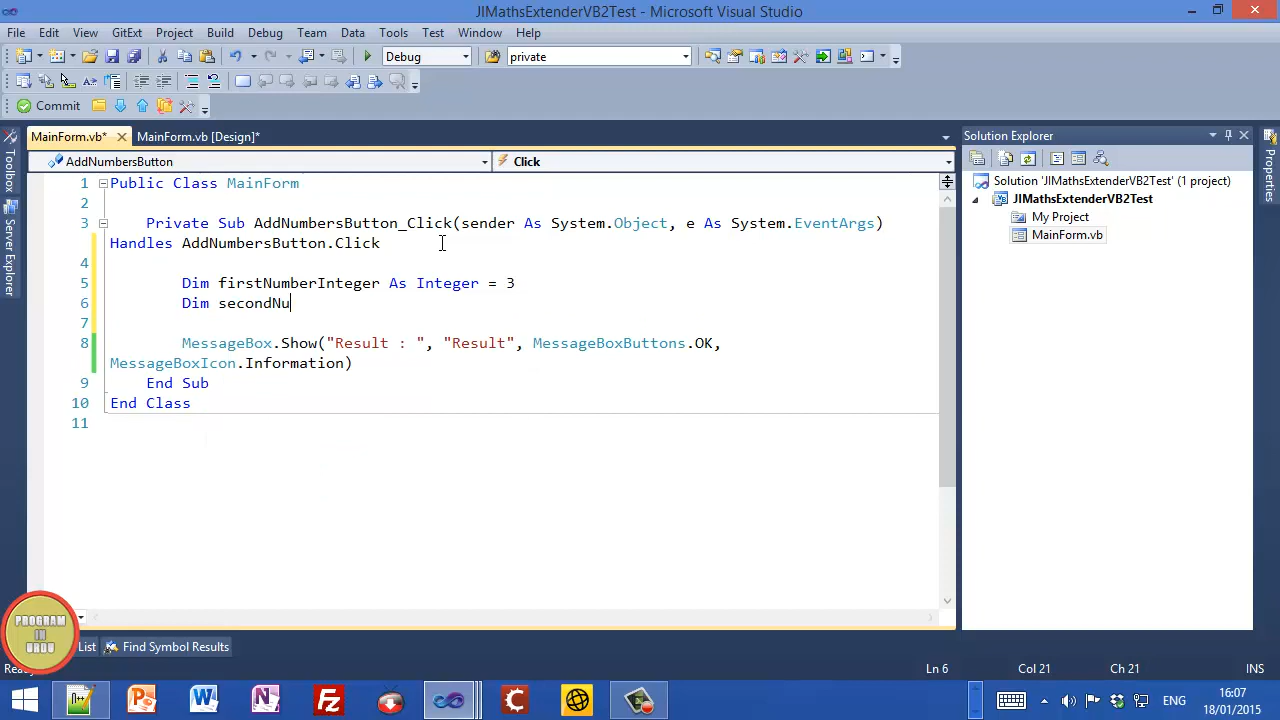 JIMathsExtenderVB2Test - Microsoft Visual Studio
File Edit View GitExt Project Build Debug Team Data Tools Test Window Help
Debug private
Commit
MainForm.vb* MainForm.vb [Design]*
AddNumbersButton Click
1 Public Class MainForm
2
3 Private Sub AddNumbersButton_Click(sender As System.Object, e As System.EventArgs)
Handles AddNumbersButton.Click
4
5 Dim firstNumberInteger As Integer = 3
6 Dim secondNu
7
8 MessageBox.Show("Result : ", "Result", MessageBoxButtons.OK,
MessageBoxIcon.Information)
9 End Sub
10 End Class
11
Toolbox
Server Explorer
Solution Explorer
Solution 'JIMathsExtenderVB2Test' (1 project)
JIMathsExtenderVB2Test
My Project
MainForm.vb
Properties
PROGRAM
IN
URDU
List Find Symbol Results
Ln 6 Col 21 Ch 21 INS
ENG
16:07
18/01/2015